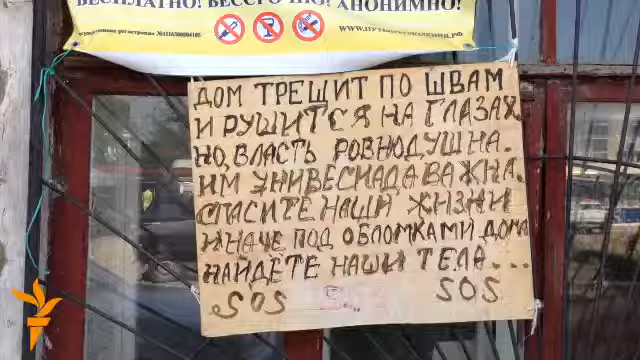 БЕСПЛАТНО! БЕССРОЧНО! АНОНИМНО!
ДОМ ТРЕЩИТ ПО ШВАМ
И РУШИТСЯ НА ГЛАЗАХ
НО, ВЛАСТЬ РОВНОДУШНА.
ИМ УНИВЕСИАДА ВАЖНА.
СПАСИТЕ НАШИ ЖИЗНИ
ИНАЧЕ ПОД ОБЛОМКАМИ ДОМА
НАЙДЁТЕ НАШИ ТЕЛА...
SOS SOS